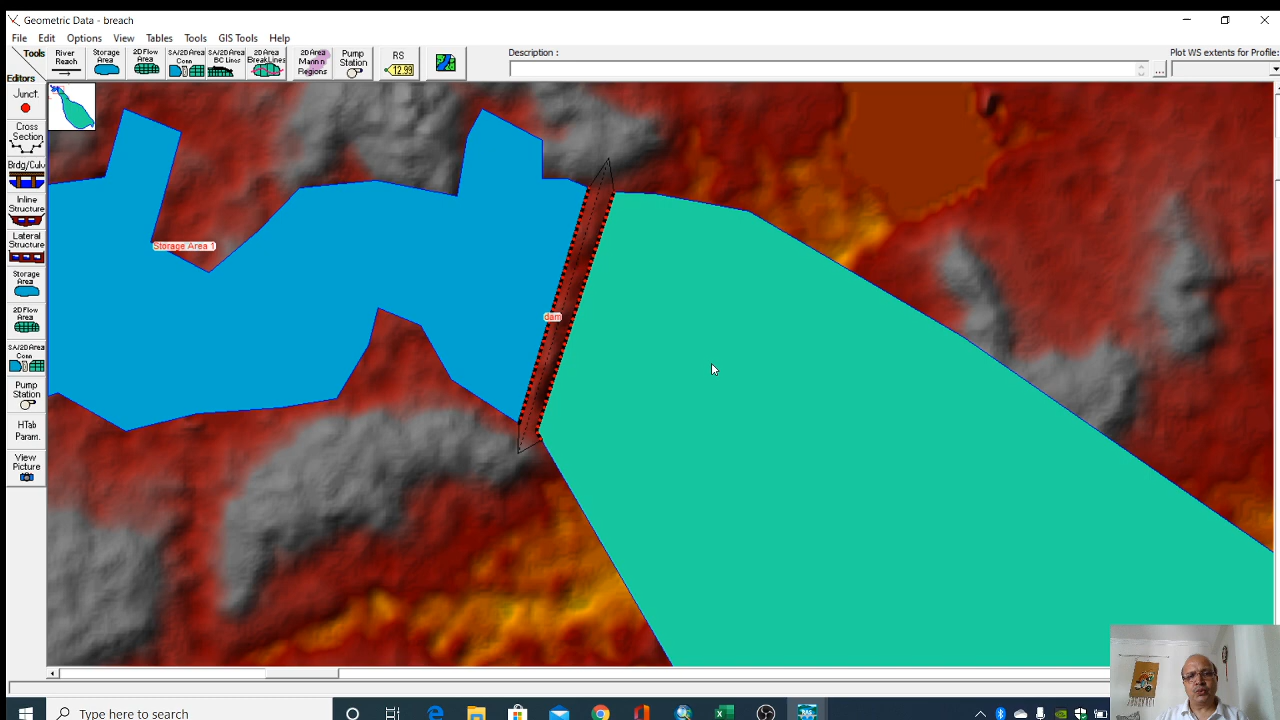 Geometric Data - breach
File Edit Options View Tables Tools GIS Tools Help
Tools
Editors
River Reach
Storage Area
2D Flow Area
SA/2D Area Conn
SA/2D Area BC Lines
2D Area BreakLines
2D Area Mann n Regions
Pump Station
RS
12.99
Description :
...
Plot WS extents for Profile:
Junct.
Cross Section
Brdg/Culv
Inline Structure
Lateral Structure
Storage Area
2D Flow Area
SA/2D Area Conn
Pump Station
HTab Param.
View Picture
Storage Area 1
dam
Type here to search